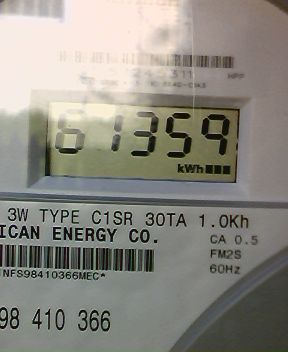 61359
kWh
3W TYPE C1SR 30TA 1.0Kh
ICAN ENERGY CO.
CA 0.5
FM2S
NFS98410366MEC*
60Hz
98 410 366